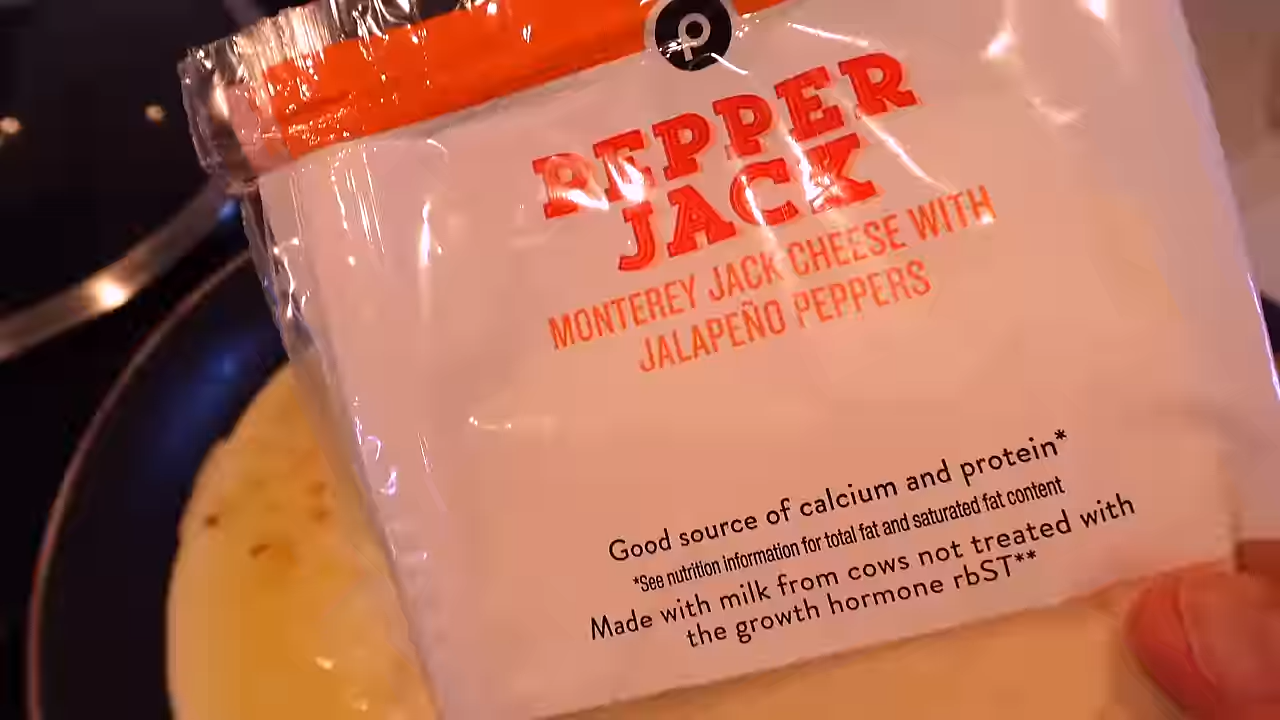 PEPPER
JACK
MONTEREY JACK CHEESE WITH
JALAPEÑO PEPPERS
Good source of calcium and protein*
*See nutrition information for total fat and saturated fat content
Made with milk from cows not treated with
the growth hormone rbST**